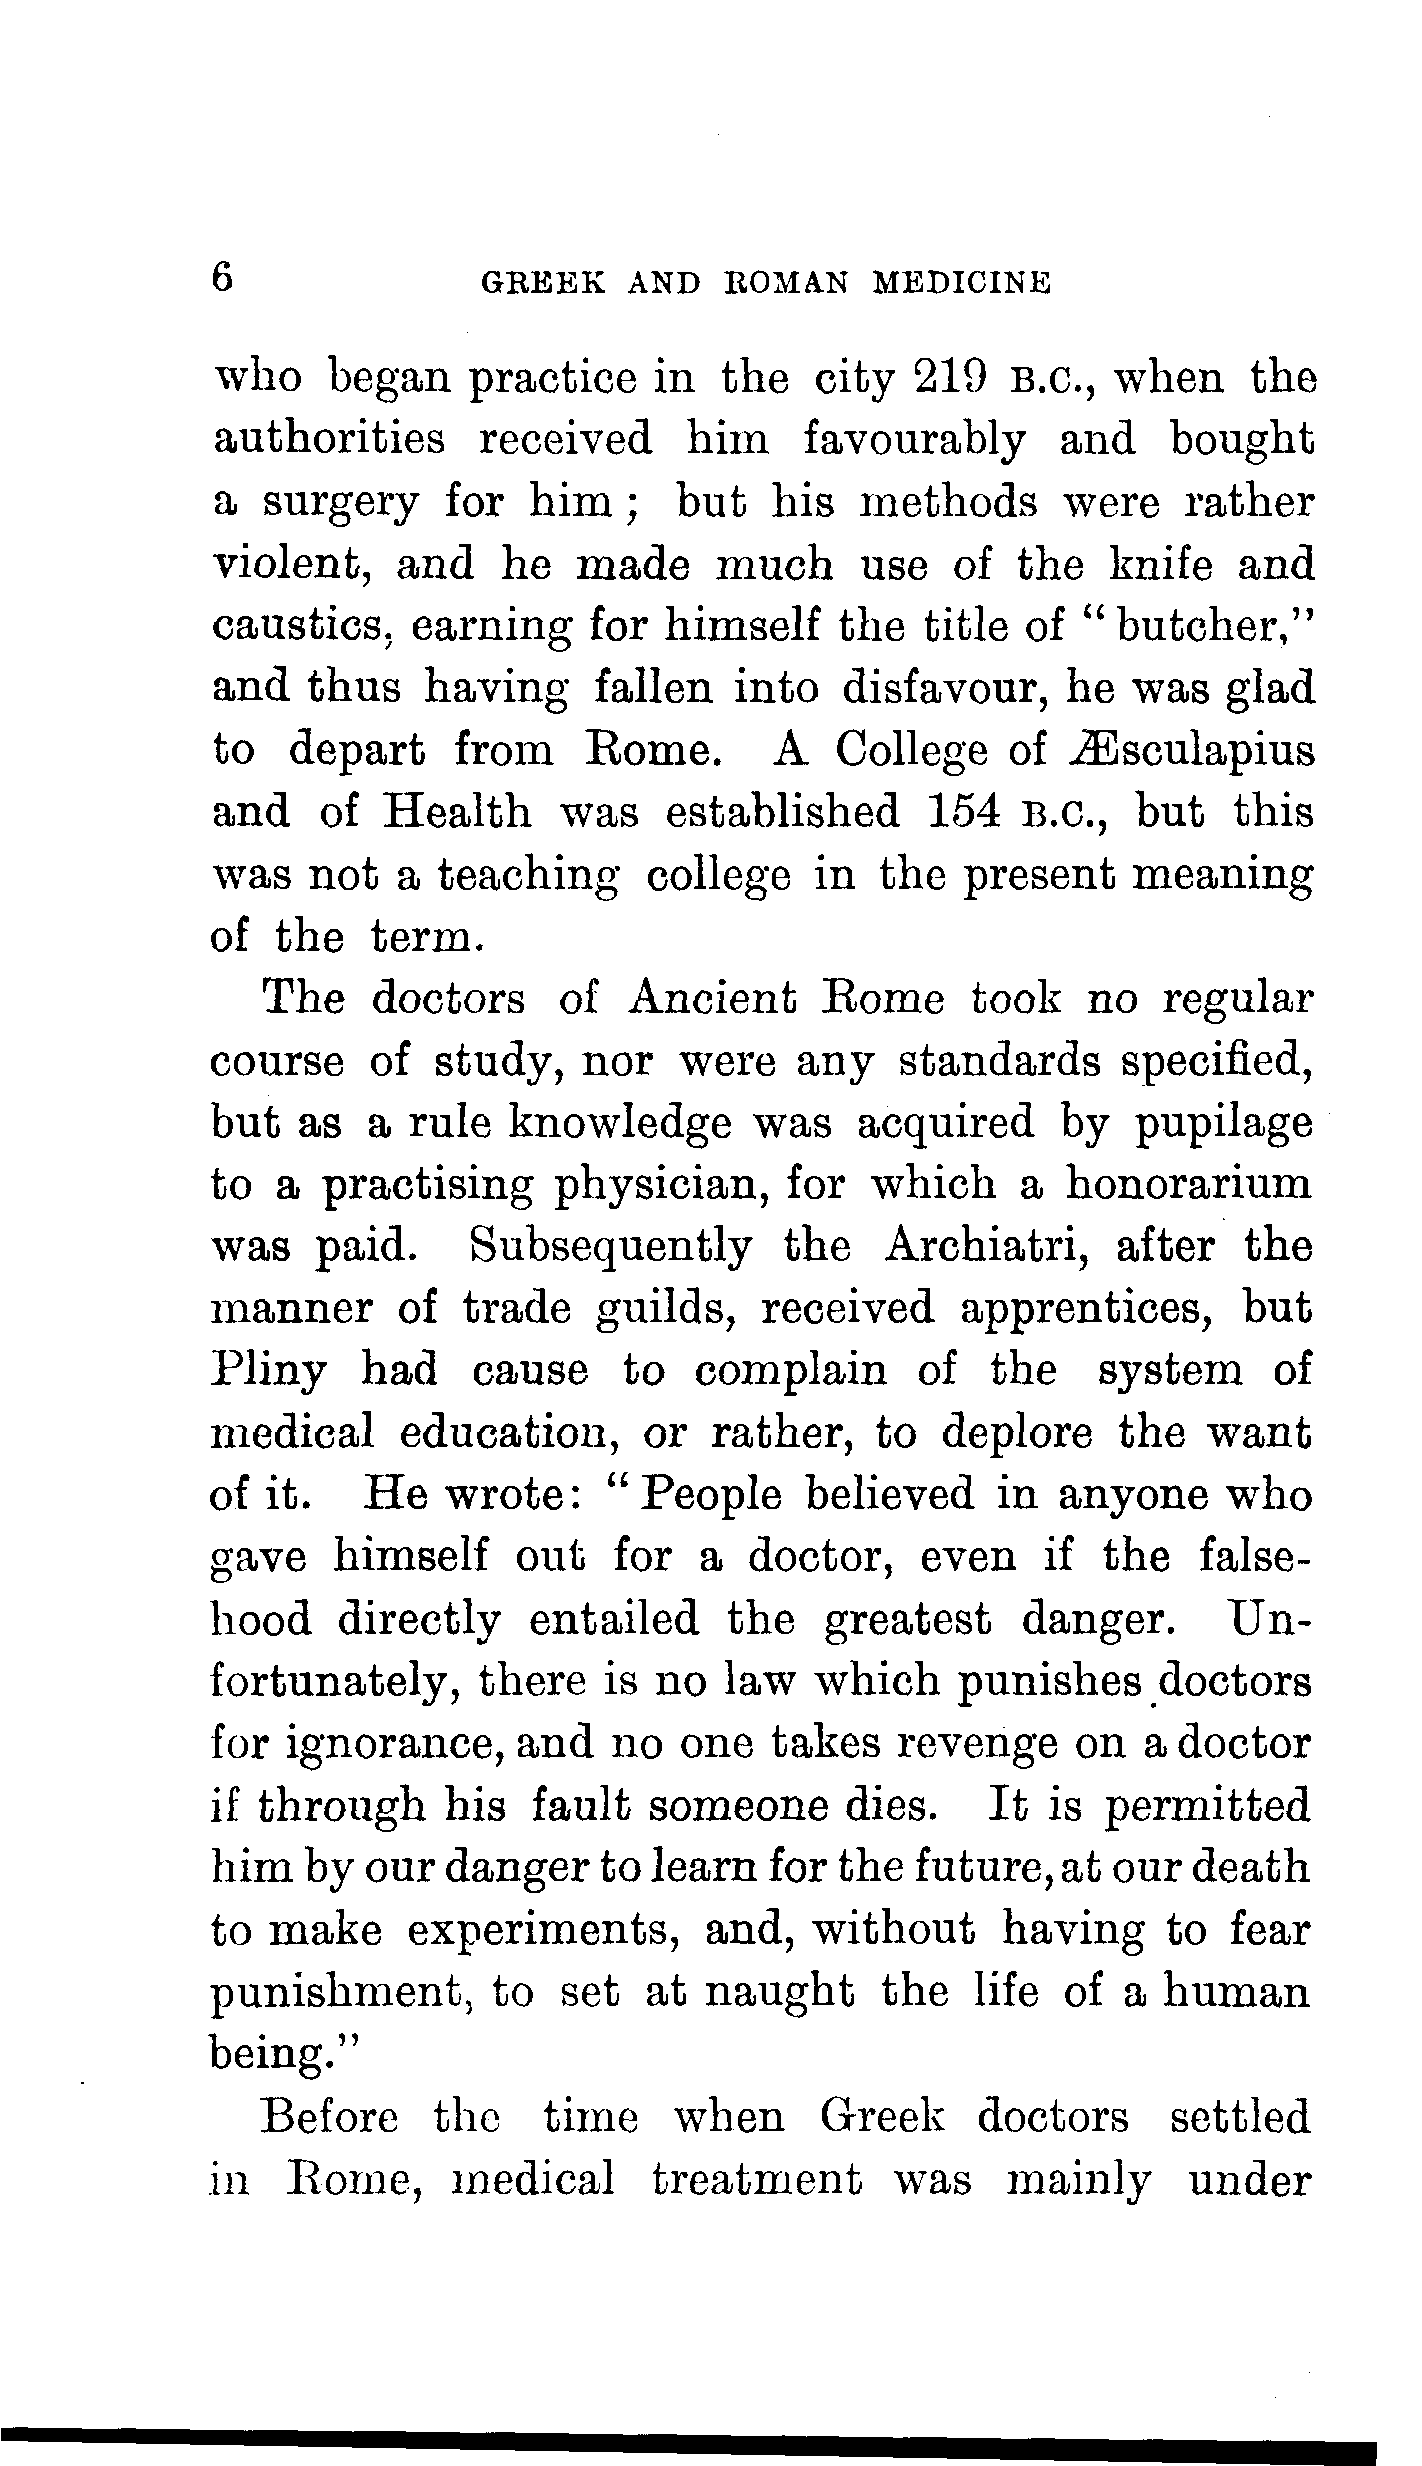 6 GREEK AND ROMAN MEDICINE
who began practice in the city 219 B.C., when the
authorities received him favourably and bought
a surgery for him ; but his methods were rather
violent, and he made much use of the knife and
caustics, earning for himself the title of “ butcher,”
and thus having fallen into disfavour, he was glad
to depart from Rome. A College of Æsculapius
and of Health was established 154 B.C., but this
was not a teaching college in the present meaning
of the term.
The doctors of Ancient Rome took no regular
course of study, nor were any standards specified,
but as a rule knowledge was acquired by pupilage
to a practising physician, for which a honorarium
was paid. Subsequently the Archiatri, after the
manner of trade guilds, received apprentices, but
Pliny had cause to complain of the system of
medical education, or rather, to deplore the want
of it. He wrote: “ People believed in anyone who
gave himself out for a doctor, even if the false-
hood directly entailed the greatest danger. Un-
fortunately, there is no law which punishes doctors
for ignorance, and no one takes revenge on a doctor
if through his fault someone dies. It is permitted
him by our danger to learn for the future, at our death
to make experiments, and, without having to fear
punishment, to set at naught the life of a human
being.”
Before the time when Greek doctors settled
in Rome, medical treatment was mainly under